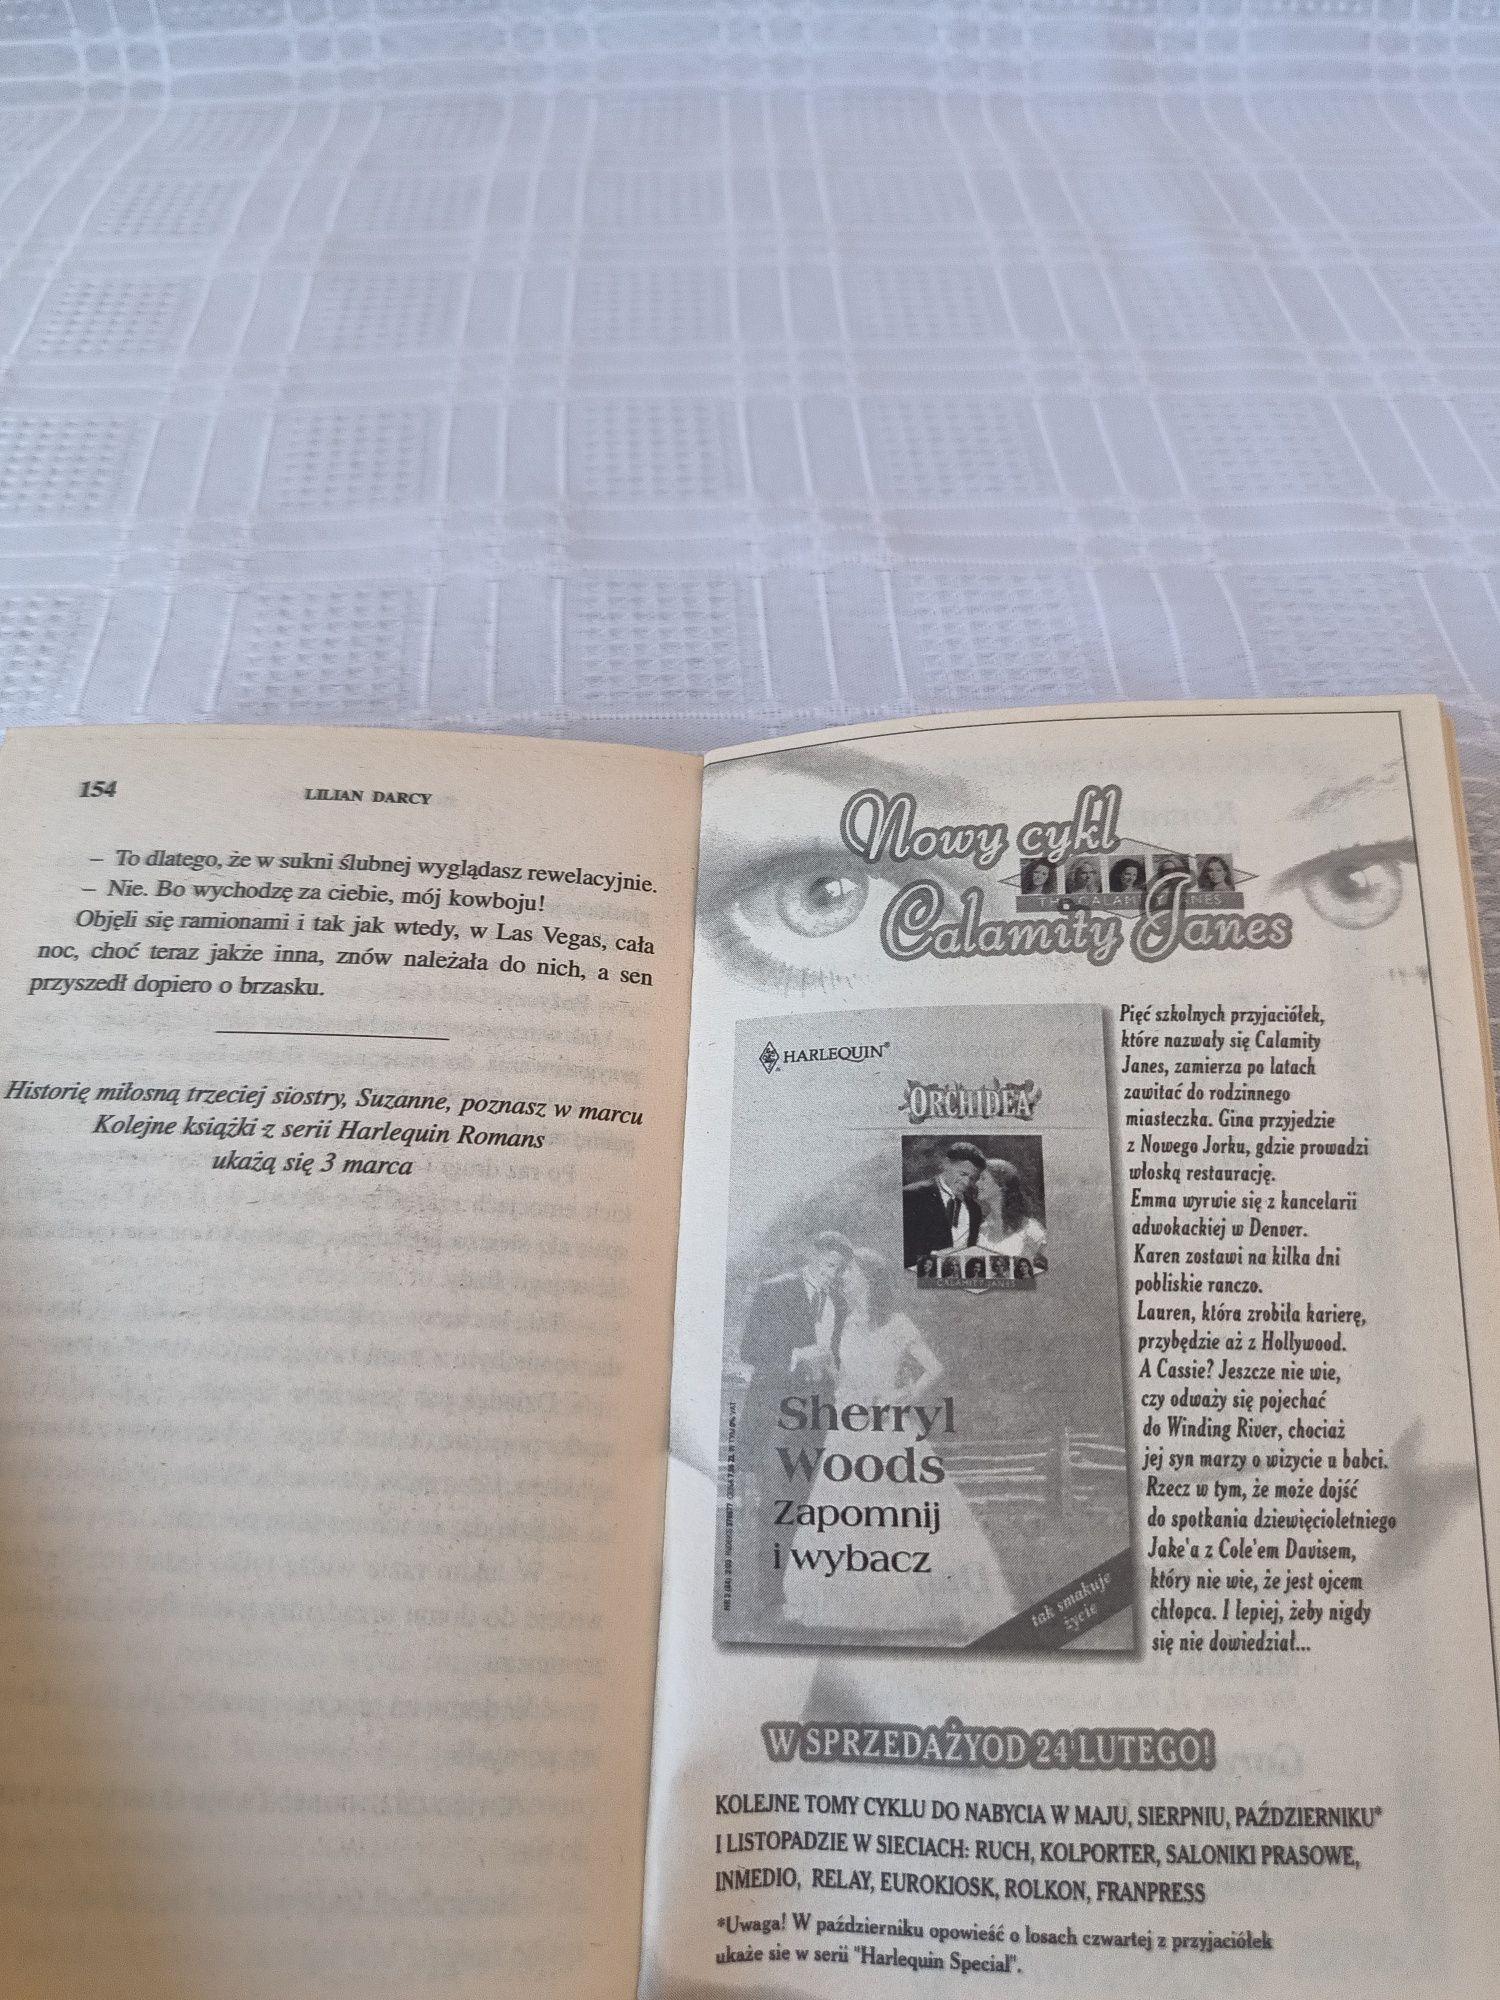 154 LILIAN DARCY
– To dlatego, że w sukni ślubnej wyglądasz rewelacyjnie.
– Nie. Bo wychodzę za ciebie, mój kowboju!
Objęli się ramionami i tak jak wtedy, w Las Vegas, cała
noc, choć teraz jakże inna, znów należała do nich, a sen
przyszedł dopiero o brzasku.
Historię miłosną trzeciej siostry, Suzanne, poznasz w marcu
Kolejne książki z serii Harlequin Romans
ukażą się 3 marca
Nowy cykl
THE CALAMITY JANES
Calamity Janes
HARLEQUIN®
ORCHIDEA
CALAMITY JANES
Sherryl
Woods
Zapomnij
i wybacz
tak smakuje
życie
Pięć szkolnych przyjaciółek,
które nazwały się Calamity
Janes, zamierza po latach
zawitać do rodzinnego
miasteczka. Gina przyjedzie
z Nowego Jorku, gdzie prowadzi
włoską restaurację.
Emma wyrwie się z kancelarii
adwokackiej w Denver.
Karen zostawi na kilka dni
pobliskie ranczo.
Lauren, która zrobiła karierę,
przybędzie aż z Hollywood.
A Cassie? Jeszcze nie wie,
czy odważy się pojechać
do Winding River, chociaż
jej syn marzy o wizycie u babci.
Rzecz w tym, że może dojść
do spotkania dziewięcioletniego
Jake'a z Cole'em Davisem,
który nie wie, że jest ojcem
chłopca. I lepiej, żeby nigdy
się nie dowiedział...
W SPRZEDAŻYOD 24 LUTEGO!
KOLEJNE TOMY CYKLU DO NABYCIA W MAJU, SIERPNIU, PAŹDZIERNIKU*
I LISTOPADZIE W SIECIACH: RUCH, KOLPORTER, SALONIKI PRASOWE,
INMEDIO, RELAY, EUROKIOSK, ROLKON, FRANPRESS
*Uwaga! W październiku opowieść o losach czwartej z przyjaciółek
ukaże sie w serii "Harlequin Special".